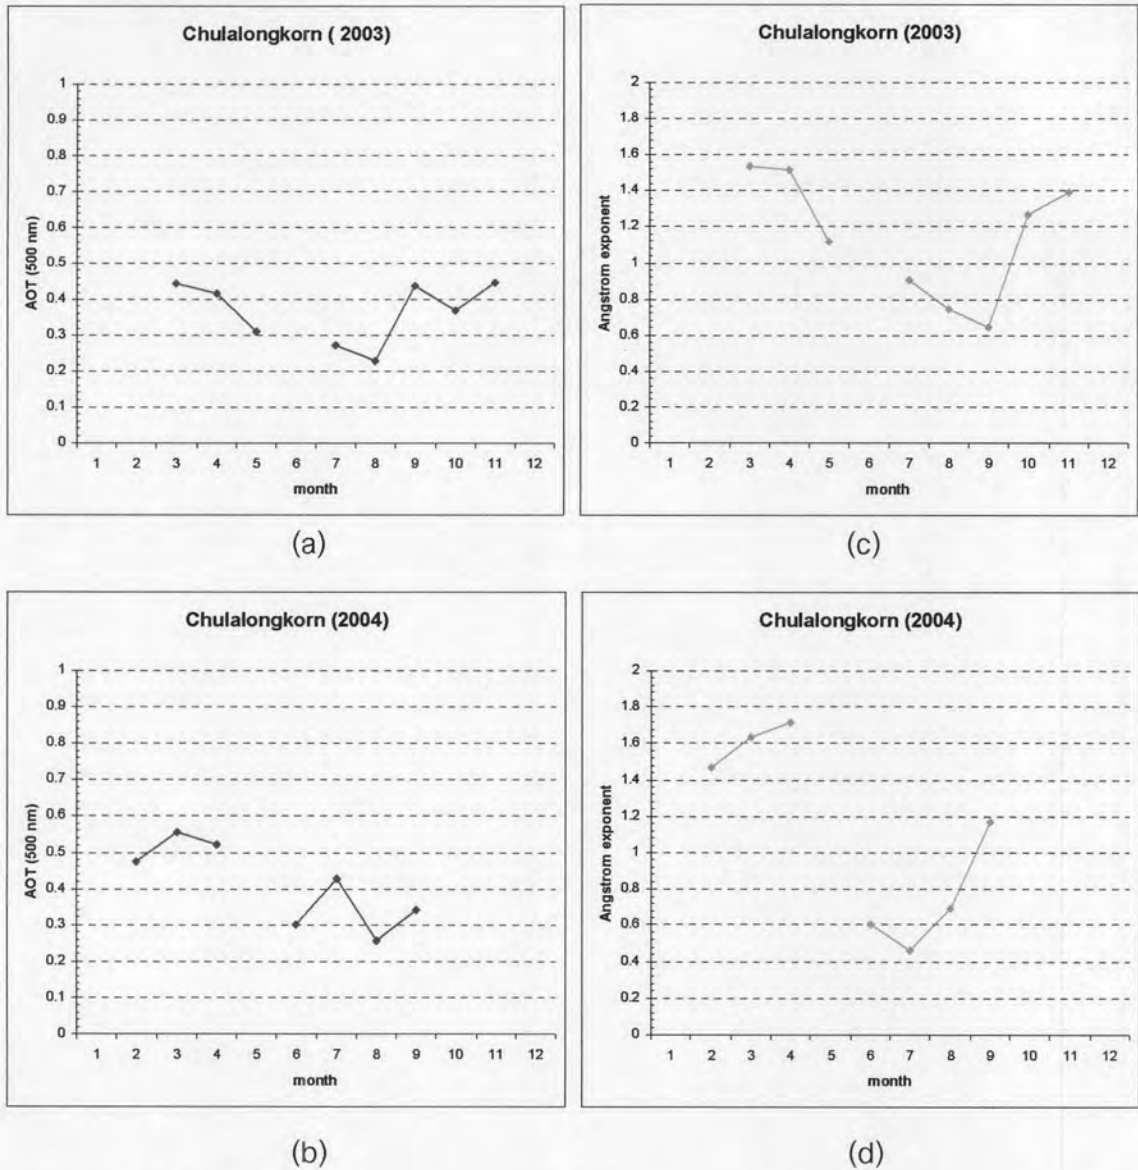 Chulalongkorn ( 2003)
AOT (500 nm)
1
0.9
0.8
0.7
0.6
0.5
0.4
0.3
0.2
0.1
0
1 2 3 4 5 6 7 8 9 10 11 12
month
(a)
Chulalongkorn (2003)
Angstrom exponent
2
1.8
1.6
1.4
1.2
1
0.8
0.6
0.4
0.2
0
1 2 3 4 5 6 7 8 9 10 11 12
month
(c)
Chulalongkorn (2004)
AOT (500 nm)
1
0.9
0.8
0.7
0.6
0.5
0.4
0.3
0.2
0.1
0
1 2 3 4 5 6 7 8 9 10 11 12
month
(b)
Chulalongkorn (2004)
Angstrom exponent
2
1.8
1.6
1.4
1.2
1
0.8
0.6
0.4
0.2
0
1 2 3 4 5 6 7 8 9 10 11 12
month
(d)